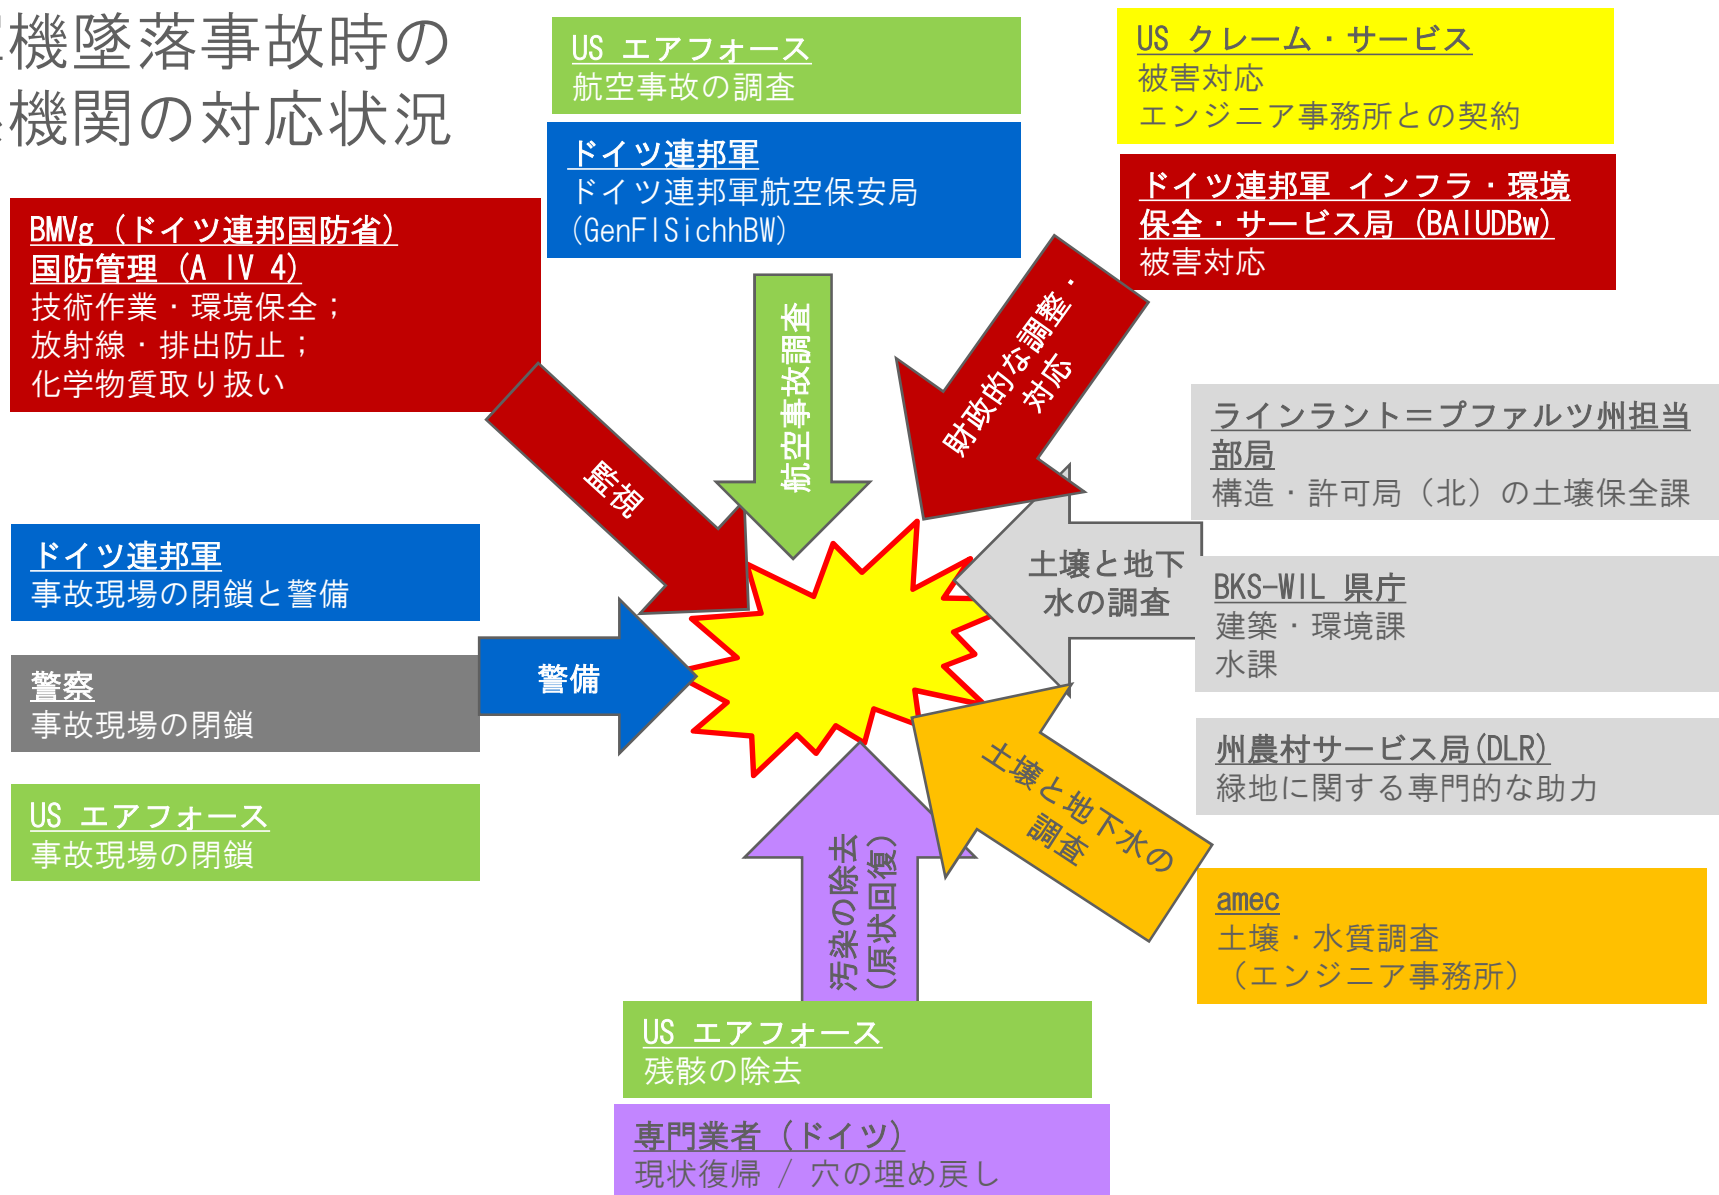 機墜落事故時の
機関の対応状況
US エアフォース
航空事故の調査
US クレーム・サービス
被害対応
エンジニア事務所との契約
ドイツ連邦軍
ドイツ連邦軍航空保安局
(GenFlSichhBW)
ドイツ連邦軍 インフラ・環境
保全・サービス局 (BAIUDBw)
被害対応
BMVg (ドイツ連邦国防省)
国防管理 (A IV 4)
技術作業・環境保全；
放射線・排出防止；
化学物質取り扱い
監視
航空事故調査
財政的な調整・
対応
ラインラント＝プファルツ州担当
部局
構造・許可局（北）の土壌保全課
土壌と地下
水の調査
BKS-WIL 県庁
建築・環境課
水課
ドイツ連邦軍
事故現場の閉鎖と警備
警察
事故現場の閉鎖
警備
US エアフォース
事故現場の閉鎖
州農村サービス局(DLR)
緑地に関する専門的な助力
土壌と地下水の
調査
amec
土壌・水質調査
（エンジニア事務所）
汚染の除去
(原状回復)
US エアフォース
残骸の除去
専門業者 (ドイツ)
現状復帰 / 穴の埋め戻し